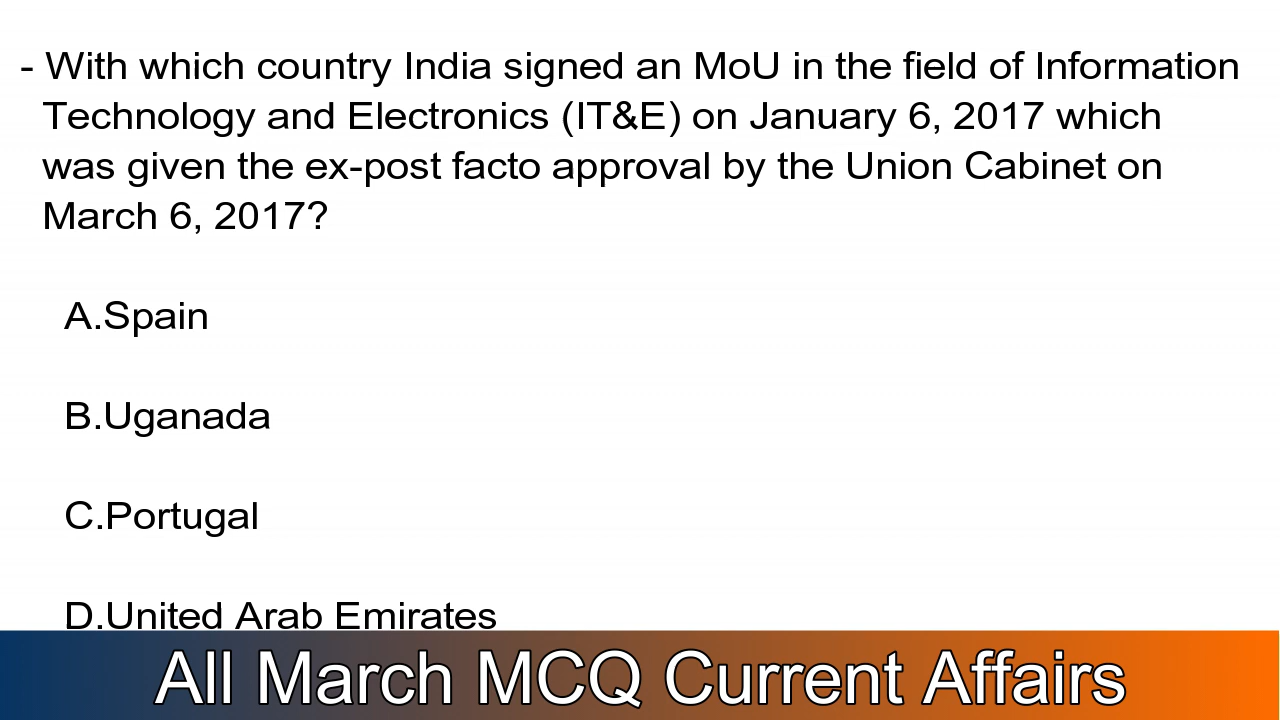 - With which country India signed an MoU in the field of Information
Technology and Electronics (IT&E) on January 6, 2017 which
was given the ex-post facto approval by the Union Cabinet on
March 6, 2017?
A.Spain
B.Uganada
C.Portugal
D.United Arab Emirates
All March MCQ Current Affairs